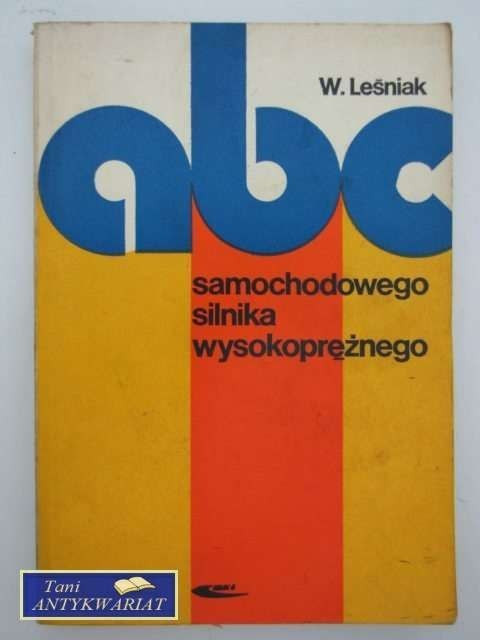 W. Leśniak
abc
samochodowego
silnika
wysokoprężnego
Tani
ANTYKWARIAT